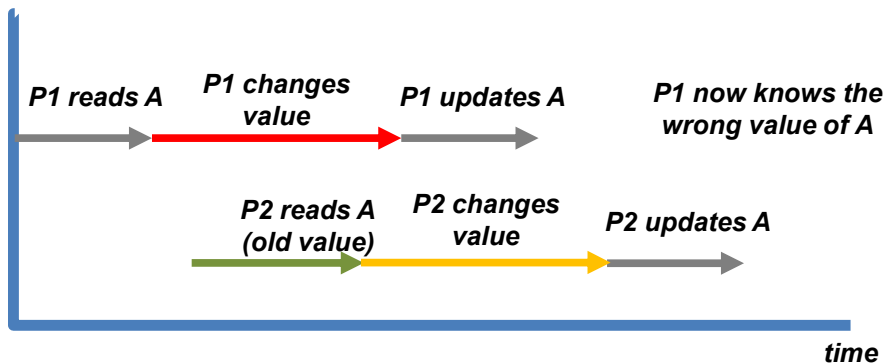 P1 reads A
P1 changes
value
P1 updates A
P1 now knows the
wrong value of A
P2 reads A
(old value)
P2 changes
value
P2 updates A
time